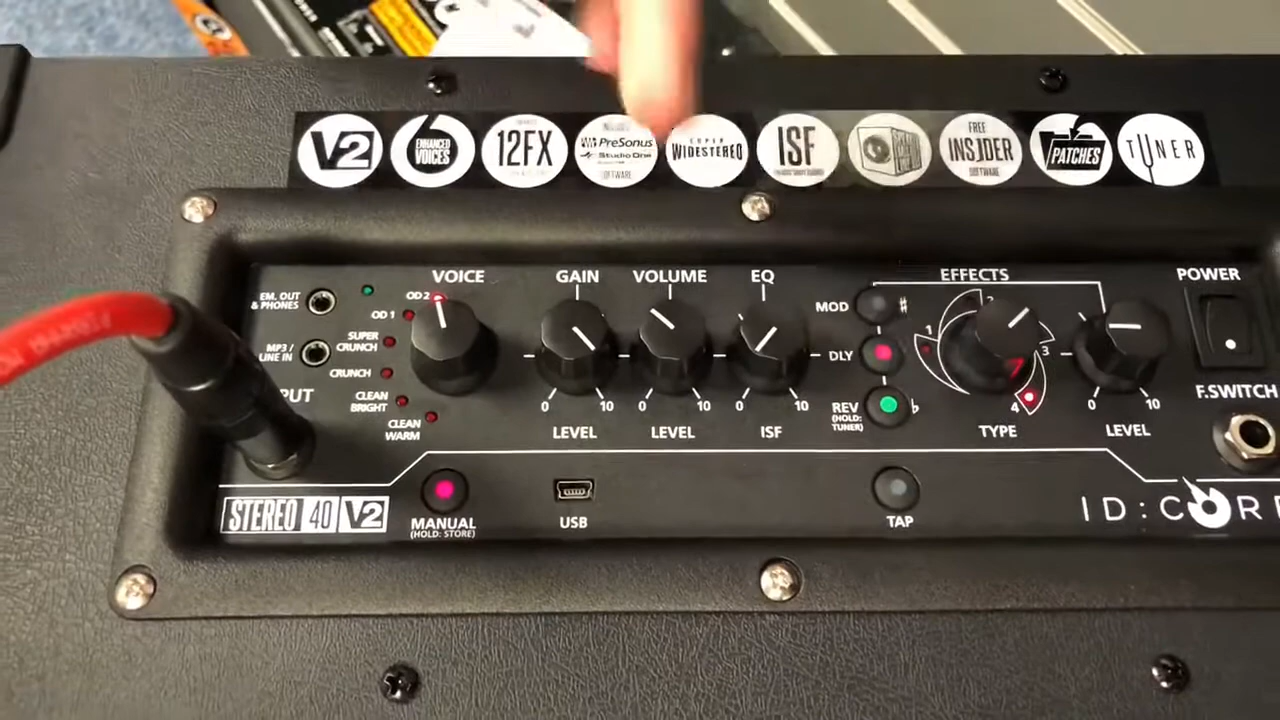 V2
6 ENHANCED VOICES
12FX
PreSonus
Studio One
SOFTWARE
SUPER
WIDESTEREO
ISF
FREE
INSIDER
SOFTWARE
PATCHES
TUNER
VOICE
GAIN
VOLUME
EQ
EFFECTS
POWER
EM. OUT
& PHONES
MP3 /
LINE IN
PUT
OD 2
OD 1
SUPER
CRUNCH
CRUNCH
CLEAN
BRIGHT
CLEAN
WARM
0 10
LEVEL
0 10
LEVEL
0 10
ISF
MOD #
DLY
REV b
(HOLD:
TUNER)
1
2
3
4
TYPE
0 10
LEVEL
F.SWITCH
STEREO 40 V2
MANUAL
(HOLD: STORE)
USB
TAP
ID:COR